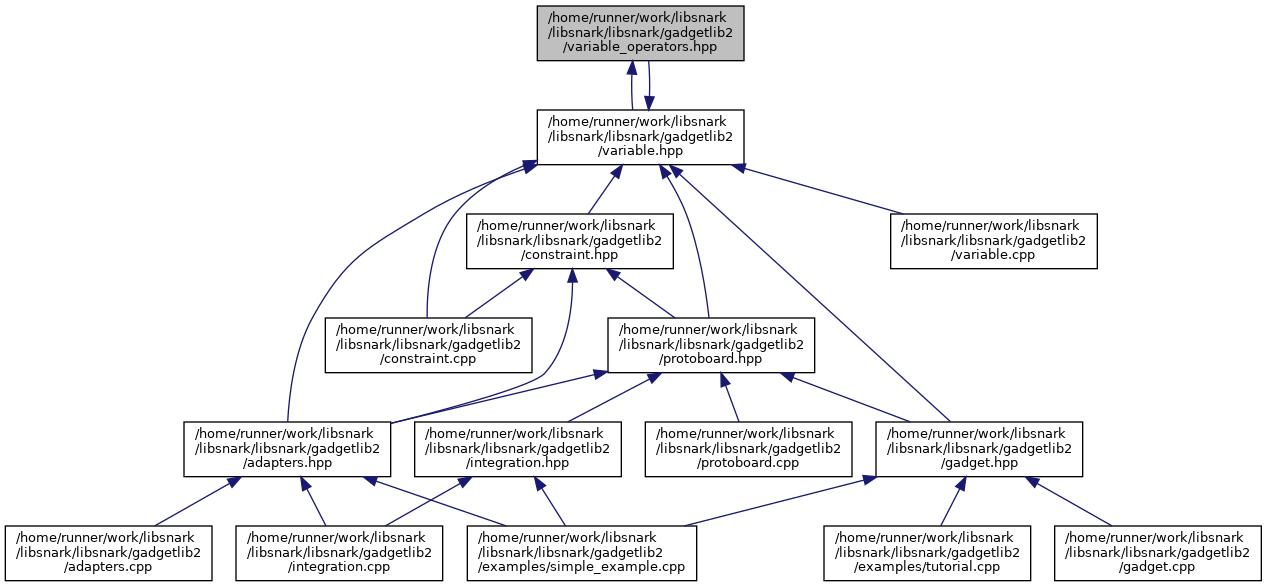 /home/runner/work/libsnark
/libsnark/libsnark/gadgetlib2
/variable_operators.hpp
/home/runner/work/libsnark
/libsnark/libsnark/gadgetlib2
/variable.hpp
/home/runner/work/libsnark
/libsnark/libsnark/gadgetlib2
/constraint.hpp
/home/runner/work/libsnark
/libsnark/libsnark/gadgetlib2
/variable.cpp
/home/runner/work/libsnark
/libsnark/libsnark/gadgetlib2
/constraint.cpp
/home/runner/work/libsnark
/libsnark/libsnark/gadgetlib2
/protoboard.hpp
/home/runner/work/libsnark
/libsnark/libsnark/gadgetlib2
/adapters.hpp
/home/runner/work/libsnark
/libsnark/libsnark/gadgetlib2
/integration.hpp
/home/runner/work/libsnark
/libsnark/libsnark/gadgetlib2
/protoboard.cpp
/home/runner/work/libsnark
/libsnark/libsnark/gadgetlib2
/gadget.hpp
/home/runner/work/libsnark
/libsnark/libsnark/gadgetlib2
/adapters.cpp
/home/runner/work/libsnark
/libsnark/libsnark/gadgetlib2
/integration.cpp
/home/runner/work/libsnark
/libsnark/libsnark/gadgetlib2
/examples/simple_example.cpp
/home/runner/work/libsnark
/libsnark/libsnark/gadgetlib2
/examples/tutorial.cpp
/home/runner/work/libsnark
/libsnark/libsnark/gadgetlib2
/gadget.cpp